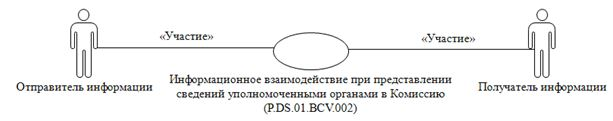 «Участие»
«Участие»
Отправитель информации
Информационное взаимодействие при представлении
сведений уполномоченными органами в Комиссию
(P.DS.01.BCV.002)
Получатель информации